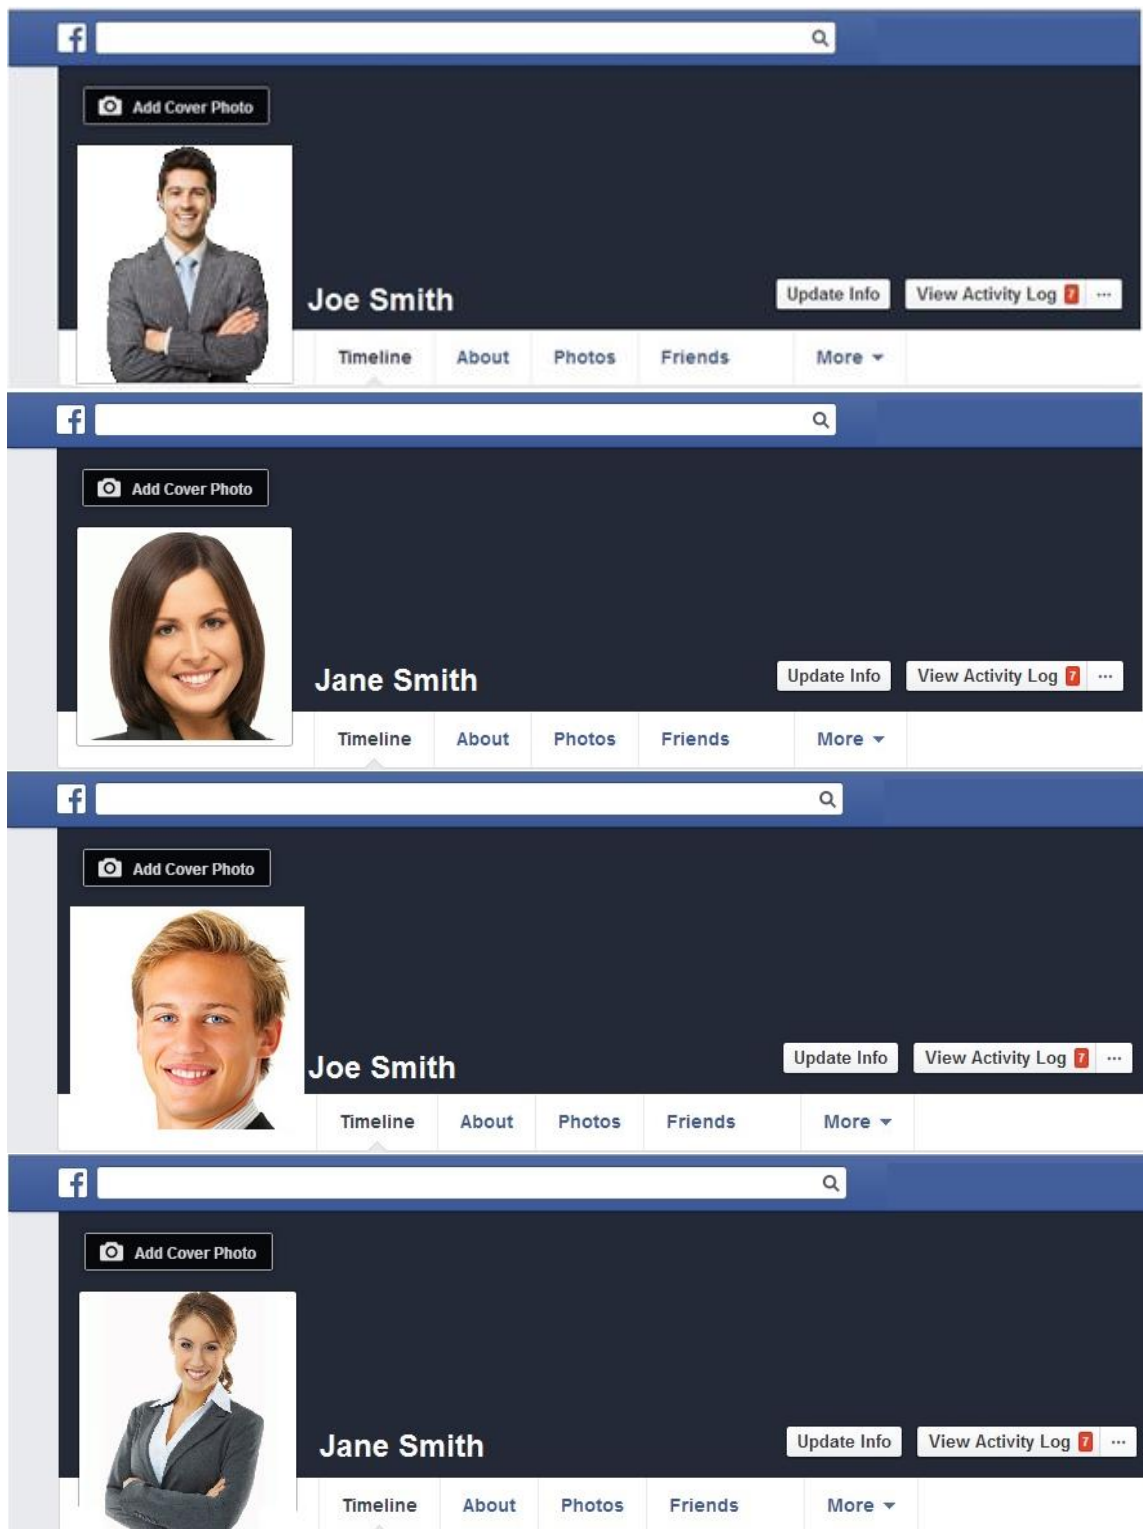 f
Add Cover Photo
Joe Smith
Update Info View Activity Log 7 ...
Timeline About Photos Friends More
f
Add Cover Photo
Jane Smith
Update Info View Activity Log 7 ...
Timeline About Photos Friends More
f
Add Cover Photo
Joe Smith
Update Info View Activity Log 7 ...
Timeline About Photos Friends More
f
Add Cover Photo
Jane Smith
Update Info View Activity Log 7 ...
Timeline About Photos Friends More